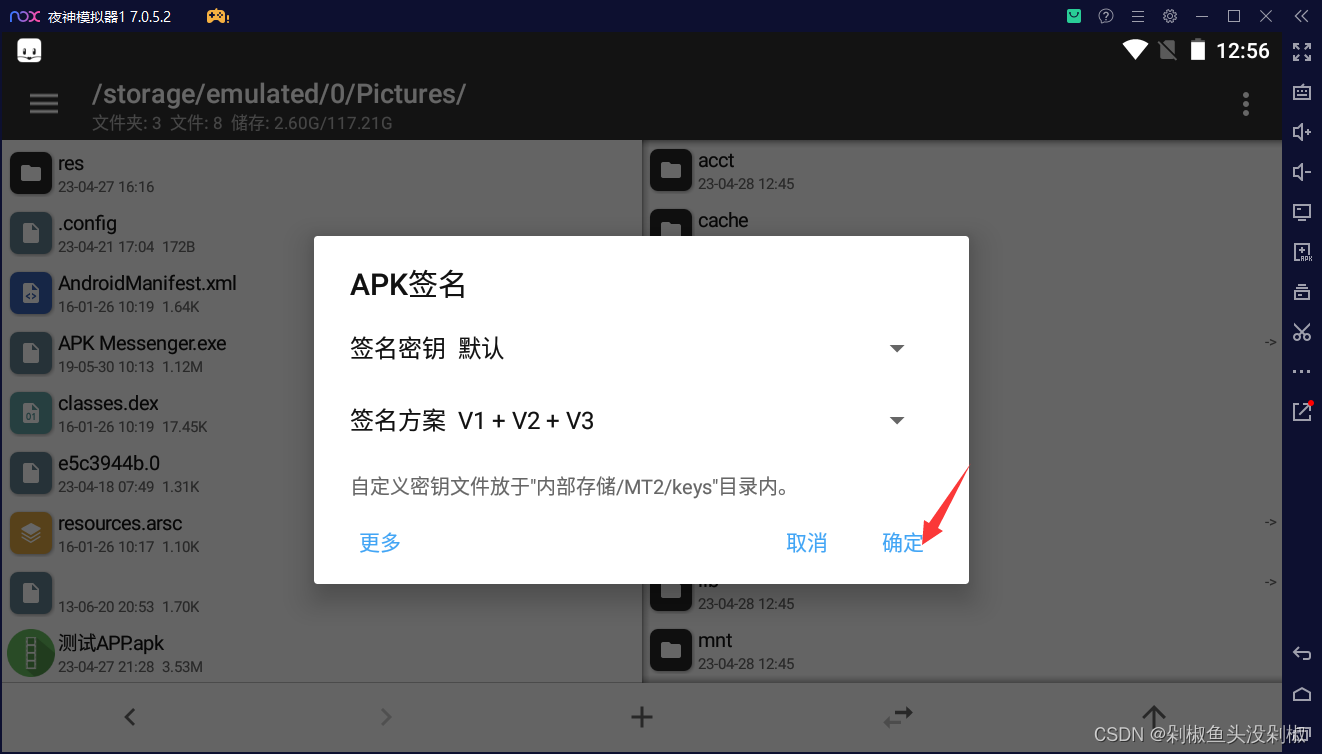 nox 夜神模拟器1 7.0.5.2
12:56
/storage/emulated/0/Pictures/
文件夹: 3 文件: 8 储存: 2.60G/117.21G
res
23-04-27 16:16
.config
23-04-21 17:04 172B
AndroidManifest.xml
16-01-26 10:19 1.64K
APK Messenger.exe
19-05-30 10:13 1.12M
classes.dex
16-01-26 10:19 17.45K
e5c3944b.0
23-04-18 07:49 1.31K
resources.arsc
16-01-26 10:17 1.10K
13-06-20 20:53 1.70K
测试APP.apk
23-04-27 21:28 3.53M
acct
23-04-28 12:45
cache
->
->
->
23-04-28 12:45
mnt
23-04-28 12:45
APK签名
签名密钥 默认
签名方案 V1 + V2 + V3
自定义密钥文件放于"内部存储/MT2/keys"目录内。
更多 取消 确定
CSDN @剁椒鱼头没剁椒